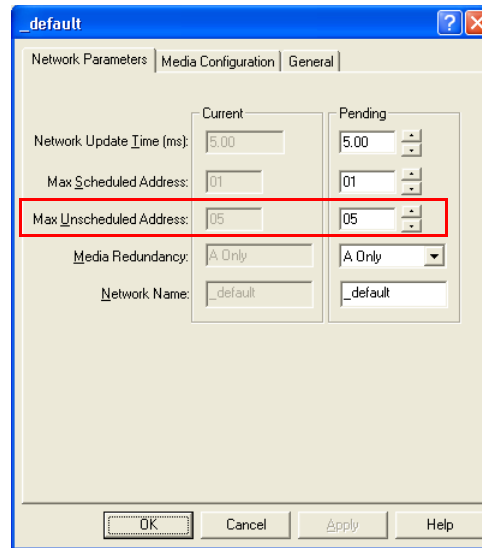 _default
Network Parameters Media Configuration General
Current Pending
Network Update Time (ms): 5.00 5.00
Max Scheduled Address: 01 01
Max Unscheduled Address: 05 05
Media Redundancy: A Only A Only
Network Name: _default _default
OK Cancel Apply Help